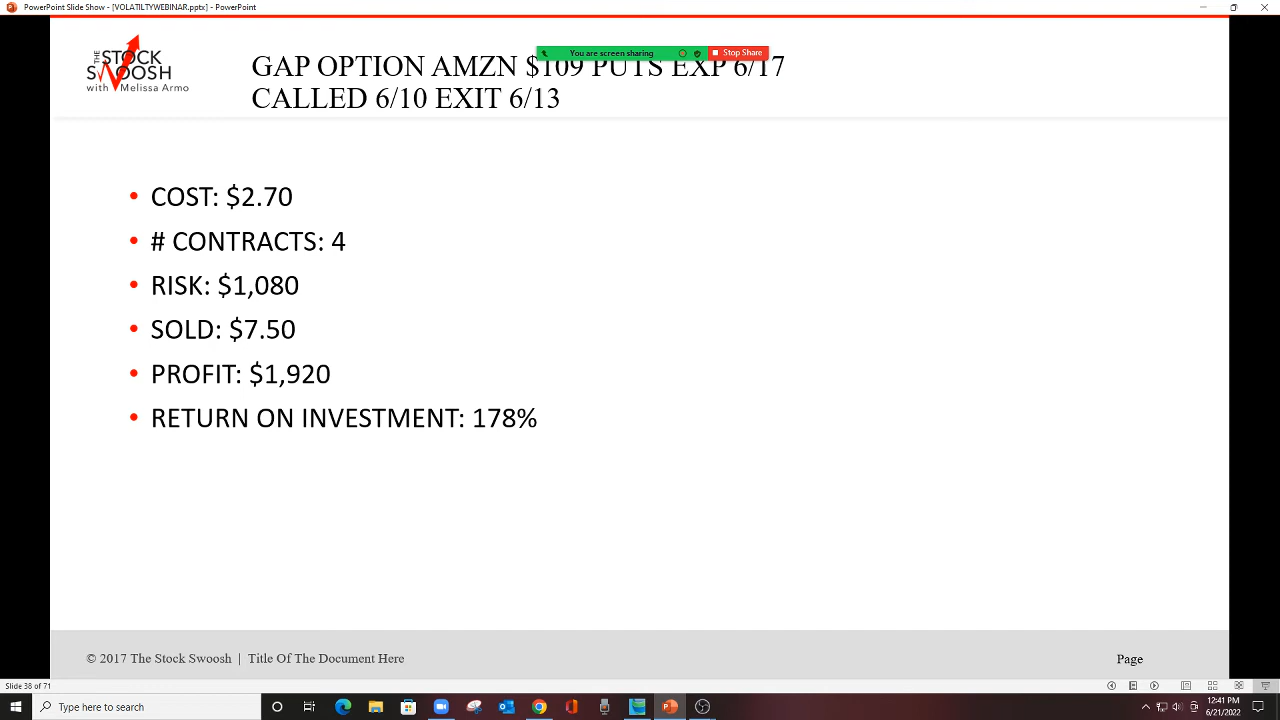 PowerPoint Slide Show - [VOLATILTYWEBINAR.pptx] - PowerPoint
You are screen sharing
Stop Share
THE STOCK
SWOOSH
with Melissa Armo
GAP OPTION AMZN $109 PUTS EXP 6/17
CALLED 6/10 EXIT 6/13
• COST: $2.70
• # CONTRACTS: 4
• RISK: $1,080
• SOLD: $7.50
• PROFIT: $1,920
• RETURN ON INVESTMENT: 178%
© 2017 The Stock Swoosh | Title Of The Document Here
Page
Slide 38 of 71
Type here to search
12:41 PM
6/21/2022